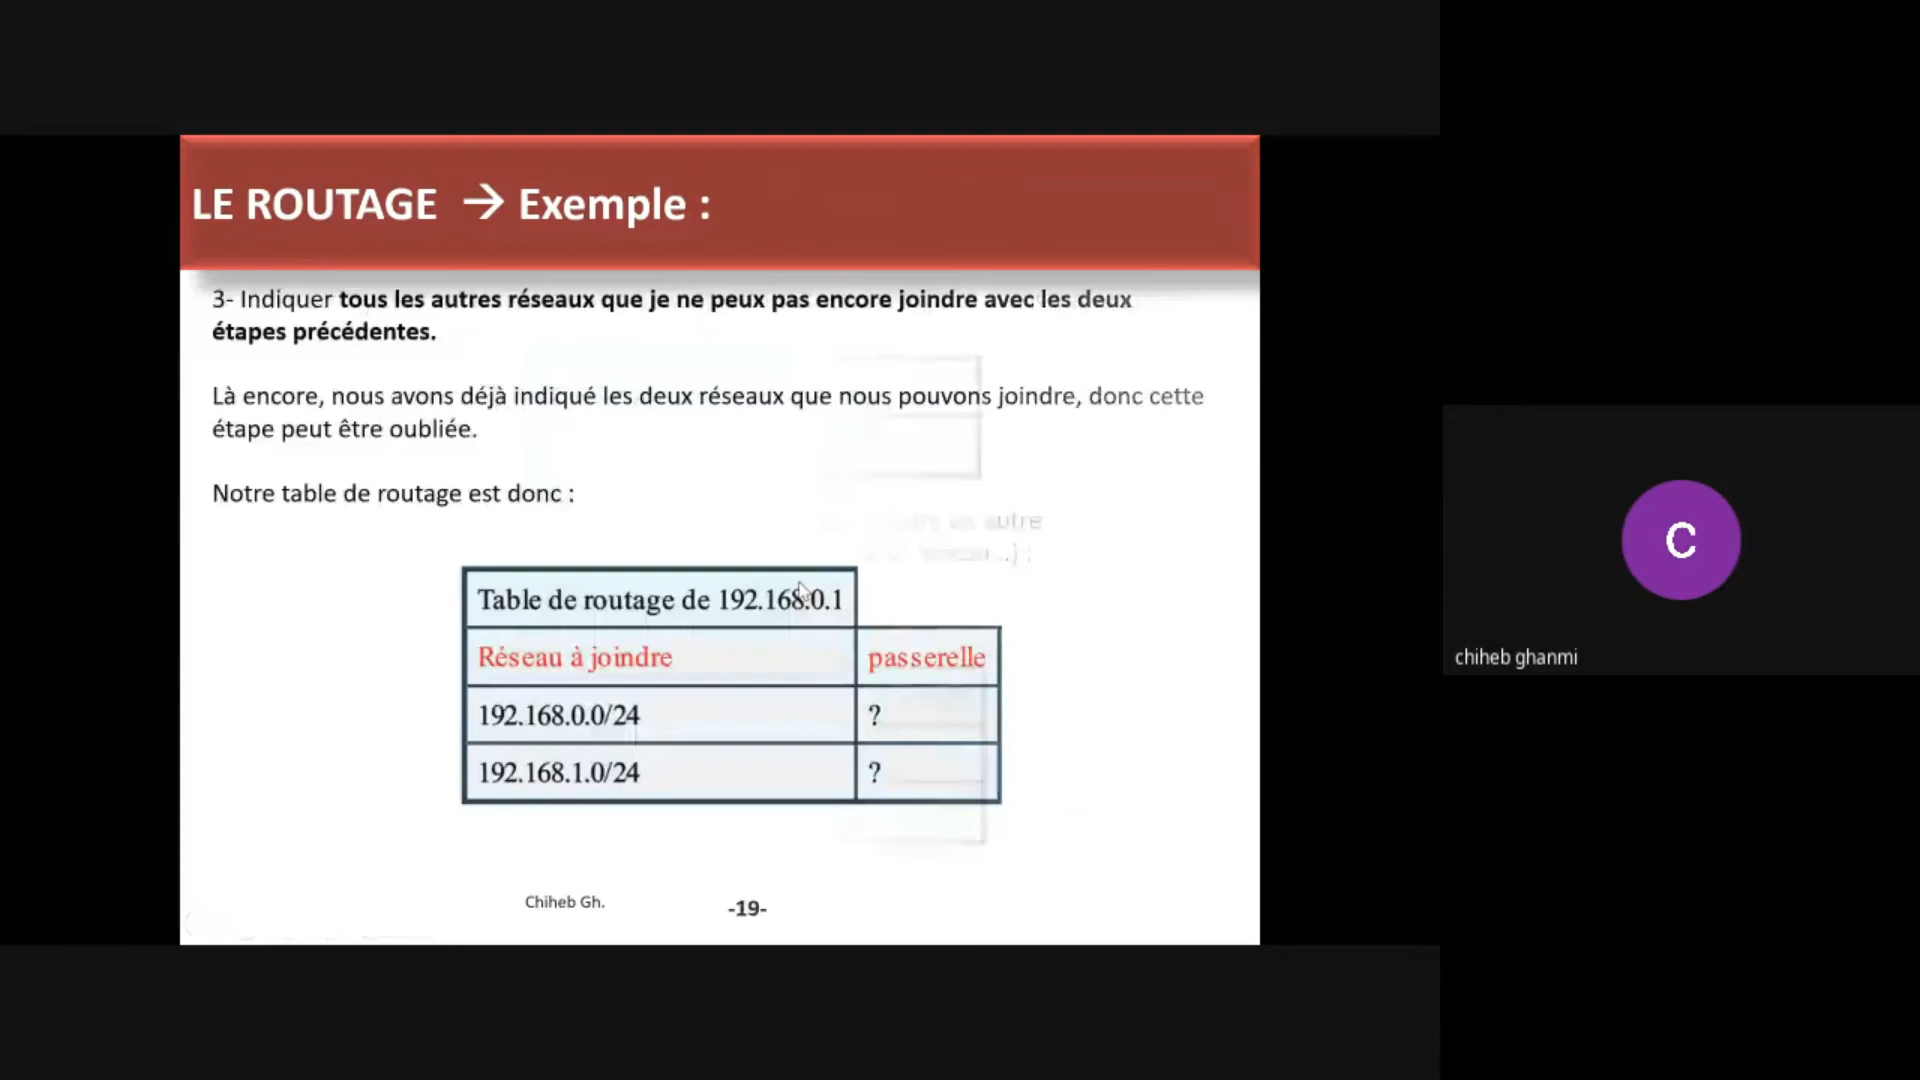 LE ROUTAGE → Exemple :
3- Indiquer tous les autres réseaux que je ne peux pas encore joindre avec les deux
étapes précédentes.
Là encore, nous avons déjà indiqué les deux réseaux que nous pouvons joindre, donc cette
étape peut être oubliée.
Notre table de routage est donc :
utre
Table de routage de 192.168.0.1
Réseau à joindre passerelle
192.168.0.0/24 ?
192.168.1.0/24 ?
Chiheb Gh.
-19-
C
chiheb ghanmi